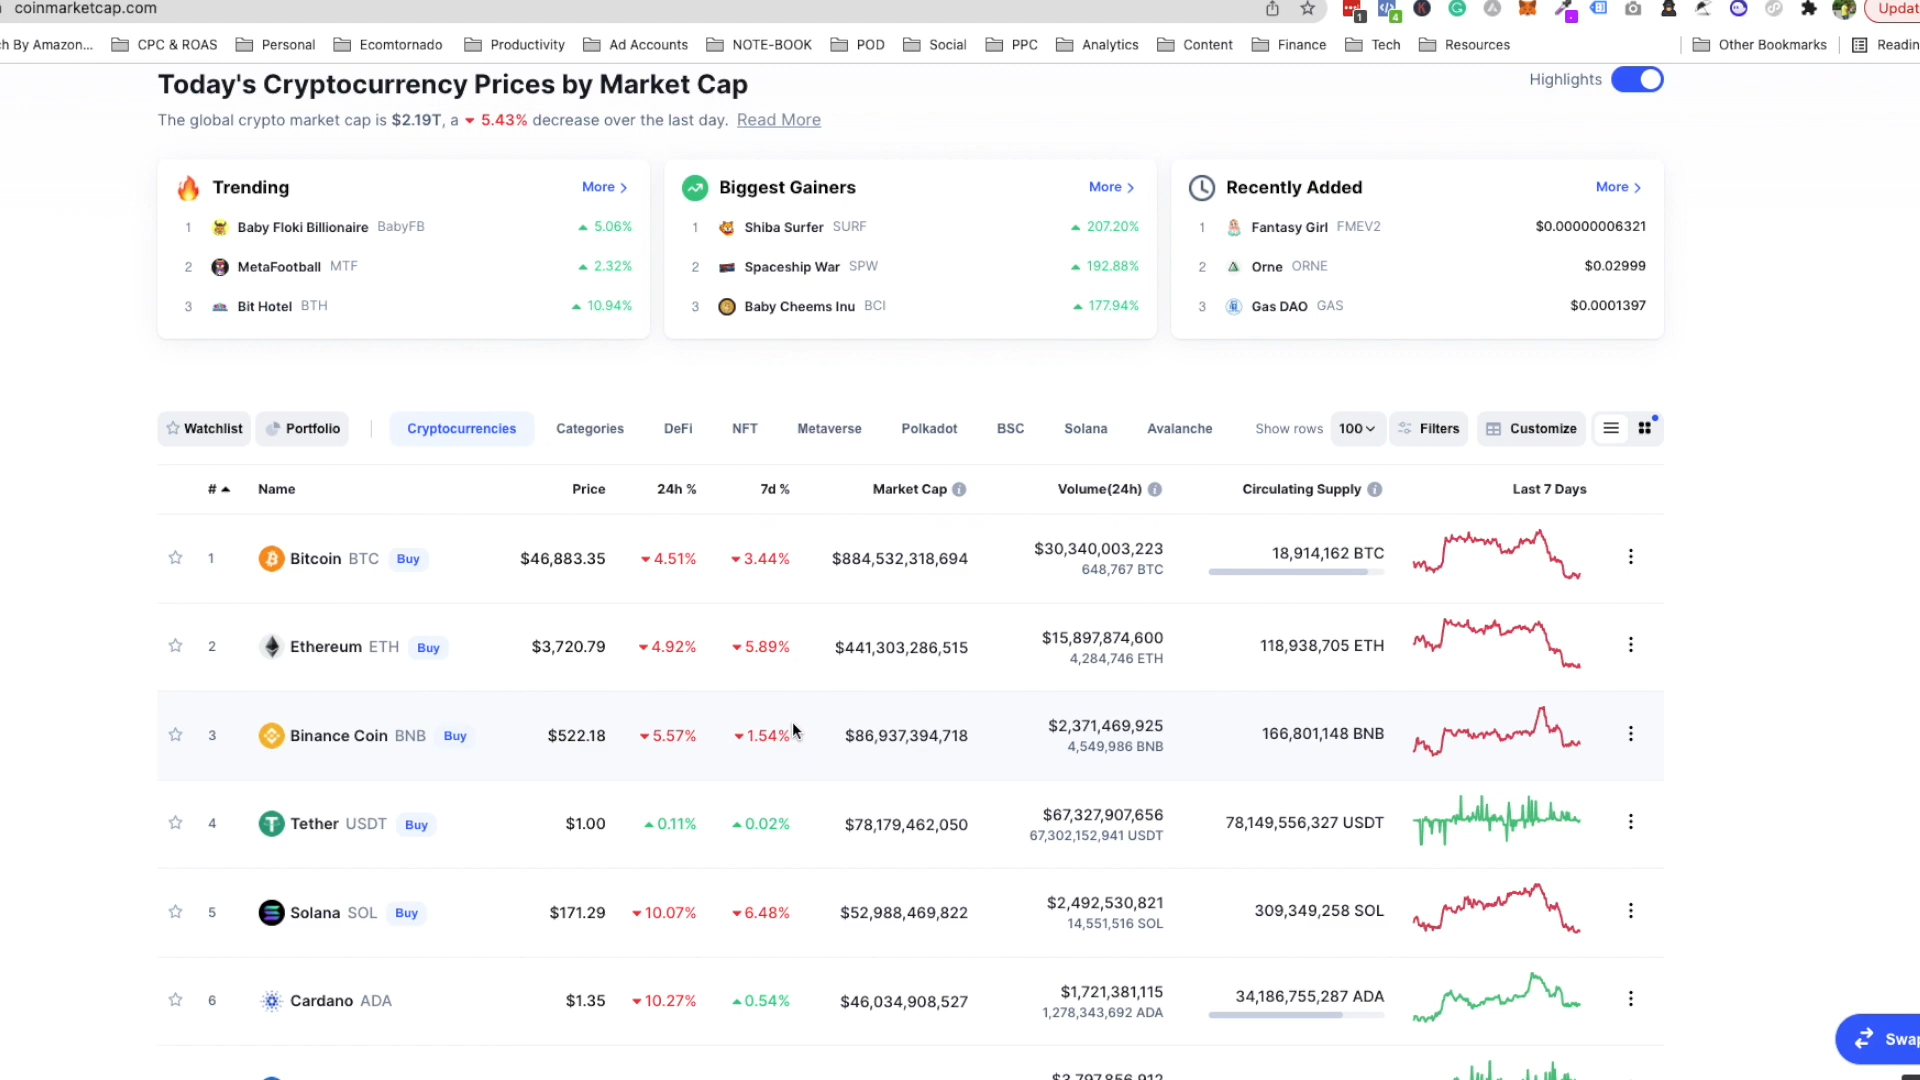 coinmarketcap.com
1 4
Updat
ch By Amazon... CPC & ROAS Personal Ecomtornado Productivity Ad Accounts NOTE-BOOK POD Social PPC Analytics Content Finance Tech Resources Other Bookmarks Readin
Today's Cryptocurrency Prices by Market Cap
Highlights
The global crypto market cap is $2.19T, a 5.43% decrease over the last day. Read More
Trending More
1 Baby Floki Billionaire BabyFB 5.06%
2 MetaFootball MTF 2.32%
3 Bit Hotel BTH 10.94%
Biggest Gainers More
1 Shiba Surfer SURF 207.20%
2 Spaceship War SPW 192.88%
3 Baby Cheems Inu BCI 177.94%
Recently Added More
1 Fantasy Girl FMEV2 $0.00000006321
2 Orne ORNE $0.02999
3 Gas DAO GAS $0.0001397
Watchlist Portfolio Cryptocurrencies Categories DeFi NFT Metaverse Polkadot BSC Solana Avalanche Show rows 100 Filters Customize
# Name Price 24h % 7d % Market Cap Volume(24h) Circulating Supply Last 7 Days
1 Bitcoin BTC Buy $46,883.35 4.51% 3.44% $884,532,318,694 $30,340,003,223 18,914,162 BTC
648,767 BTC
2 Ethereum ETH Buy $3,720.79 4.92% 5.89% $441,303,286,515 $15,897,874,600 118,938,705 ETH
4,284,746 ETH
3 Binance Coin BNB Buy $522.18 5.57% 1.54% $86,937,394,718 $2,371,469,925 166,801,148 BNB
4,549,986 BNB
4 Tether USDT Buy $1.00 0.11% 0.02% $78,179,462,050 $67,327,907,656 78,149,556,327 USDT
67,302,152,941 USDT
5 Solana SOL Buy $171.29 10.07% 6.48% $52,988,469,822 $2,492,530,821 309,349,258 SOL
14,551,516 SOL
6 Cardano ADA $1.35 10.27% 0.54% $46,034,908,527 $1,721,381,115 34,186,755,287 ADA
1,278,343,692 ADA
Swap
$3,797,856,912